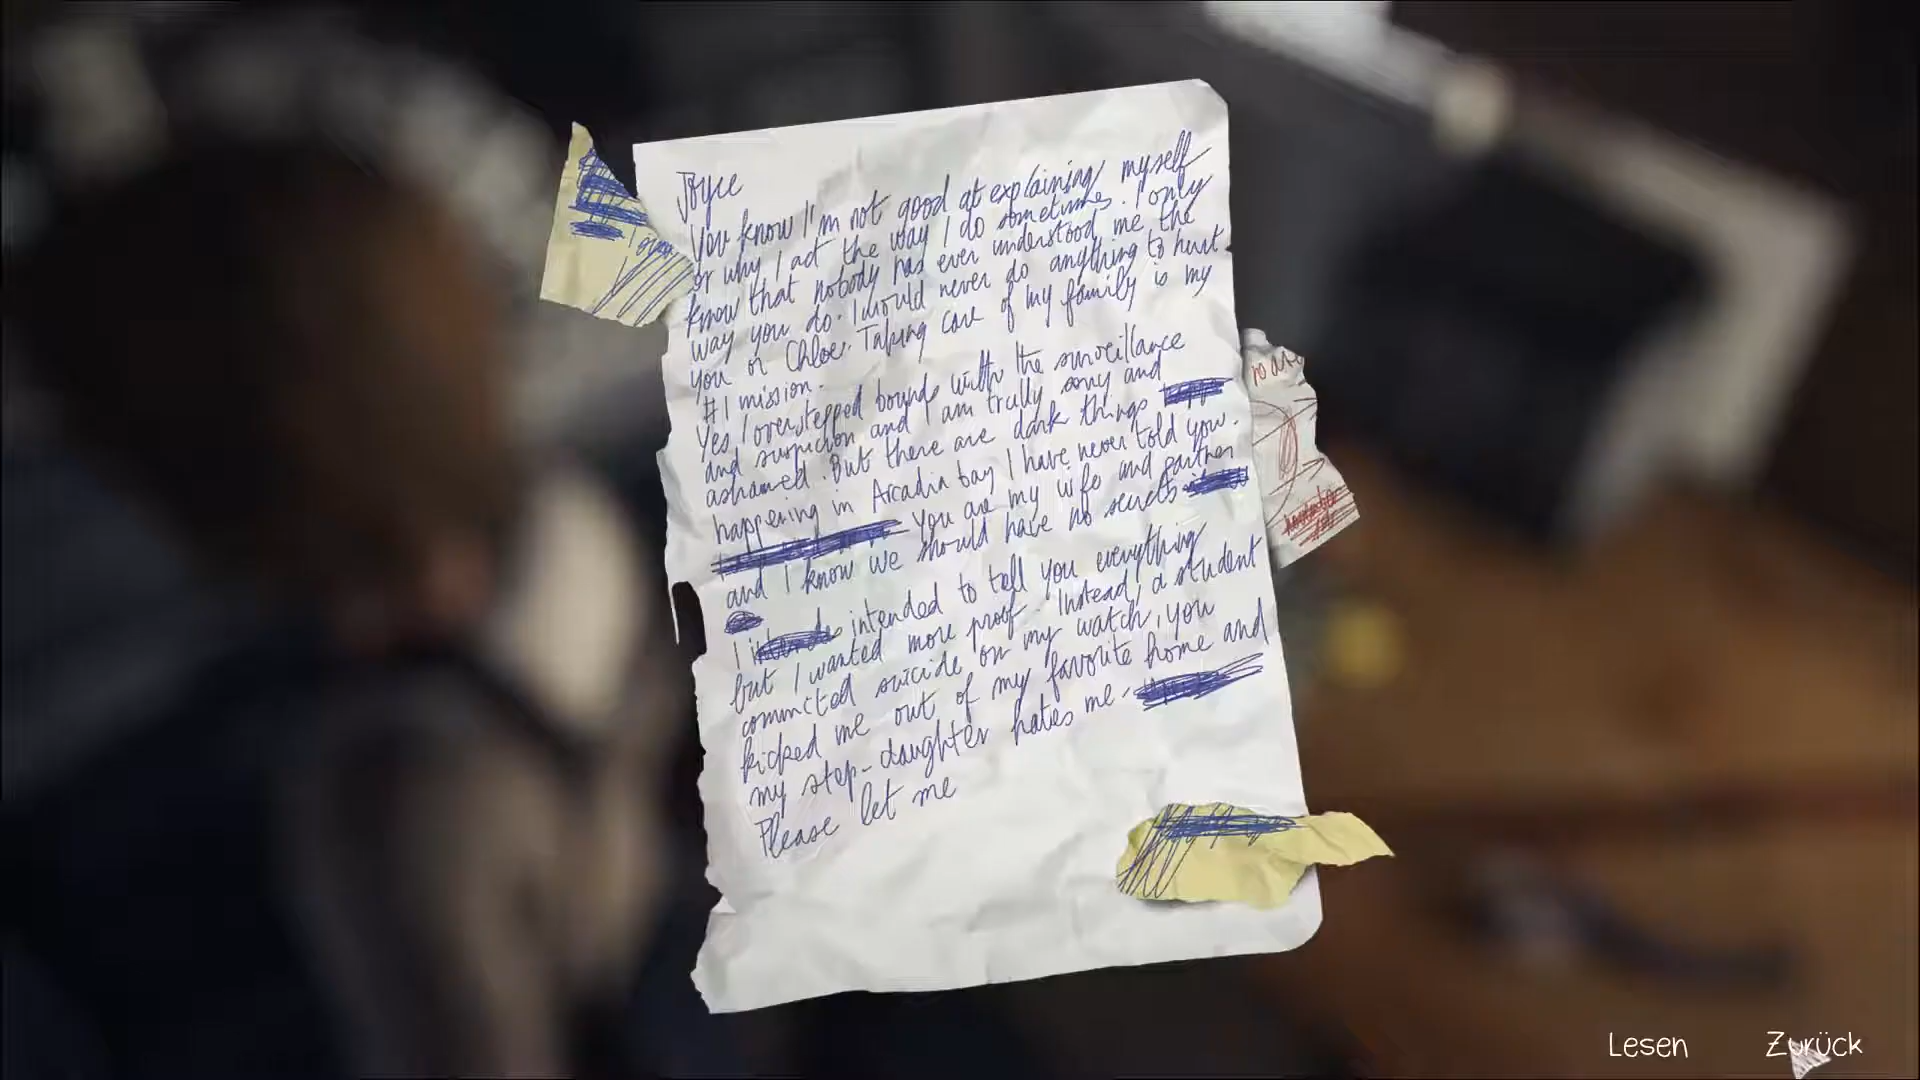 Joyce
You know I'm not good at explaining myself
or why I act the way I do sometimes. I only
know that nobody has ever understood me the
way you do. I would never do anything to hurt
you or Chloe. Taking care of my family is my
#1 mission.
Yes I overstepped bounds with the surveillance
and suspicion and I am trully sorry and
ashamed. But there are dark things
happening in Arcadia bay I have never told you.
You are my wife and partner
and I know we should have no secrets
I intended to tell you everything
but I wanted more proof. Instead, a student
committed suicide on my watch, you
kicked me out of my favorite home and
my step-daughter hates me.
Please let me
Lesen
Zurück